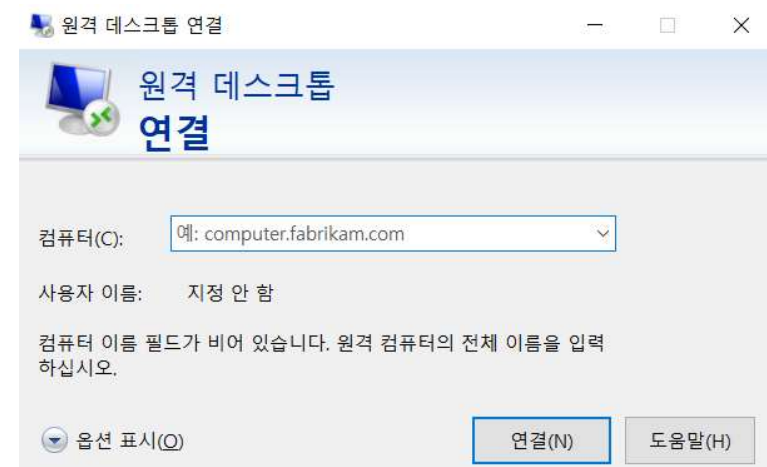 원격 데스크톱 연결
원격 데스크톱
연결
컴퓨터(C): 예: computer.fabrikam.com
사용자 이름: 지정 안 함
컴퓨터 이름 필드가 비어 있습니다. 원격 컴퓨터의 전체 이름을 입력
하십시오.
옵션 표시(O) 연결(N) 도움말(H)